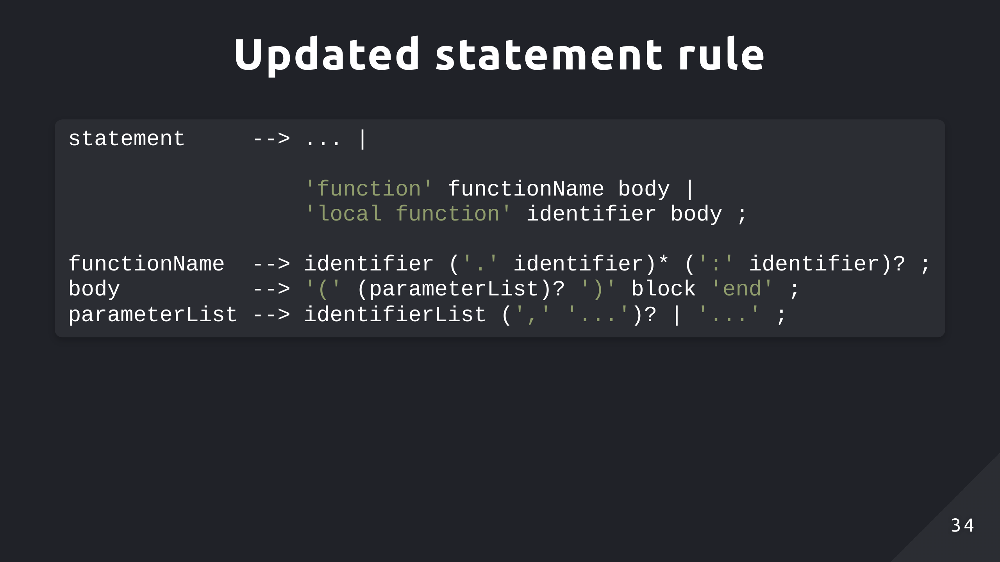 Updated statement rule
statement     --> ... |
                  'function' functionName body |
                  'local function' identifier body ;
functionName  --> identifier ('.' identifier)* (':' identifier)? ;
body          --> '(' (parameterList)? ')' block 'end' ;
parameterList --> identifierList (',' '...')? | '...' ;
34